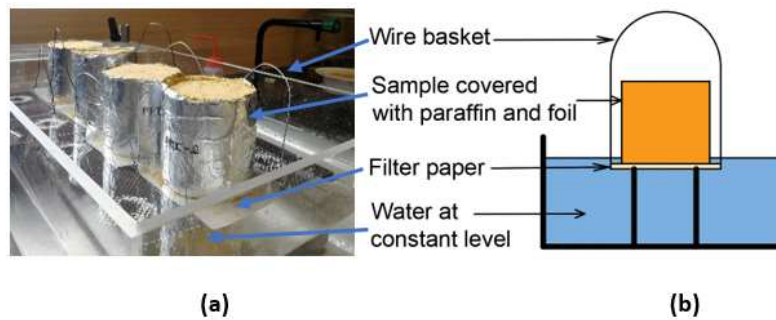 Wire basket
Sample covered
with paraffin and foil
Filter paper
Water at
constant level
(a)
(b)